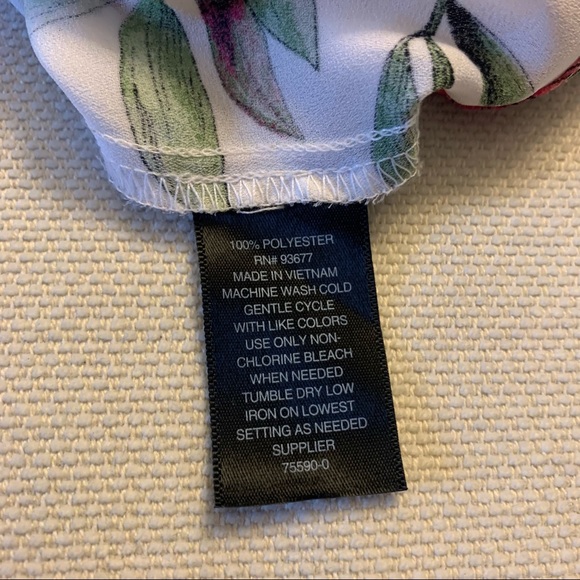 100% POLYESTER
RN# 93677
MADE IN VIETNAM
MACHINE WASH COLD
GENTLE CYCLE
WITH LIKE COLORS
USE ONLY NON-
CHLORINE BLEACH
WHEN NEEDED
TUMBLE DRY LOW
IRON ON LOWEST
SETTING AS NEEDED
SUPPLIER
75590-0